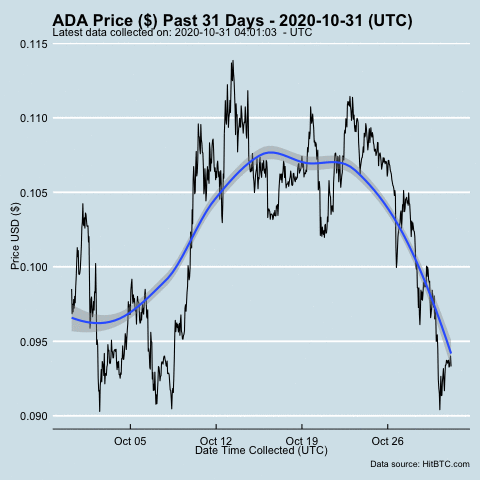 ADA Price ($) Past 31 Days - 2020-10-31 (UTC)
Latest data collected on: 2020-10-31 04:01:03 - UTC
0.115
0.110
0.105
0.100
0.095
0.090
Price USD ($)
Oct 05
Oct 12
Oct 19
Oct 26
Date Time Collected (UTC)
Data source: HitBTC.com